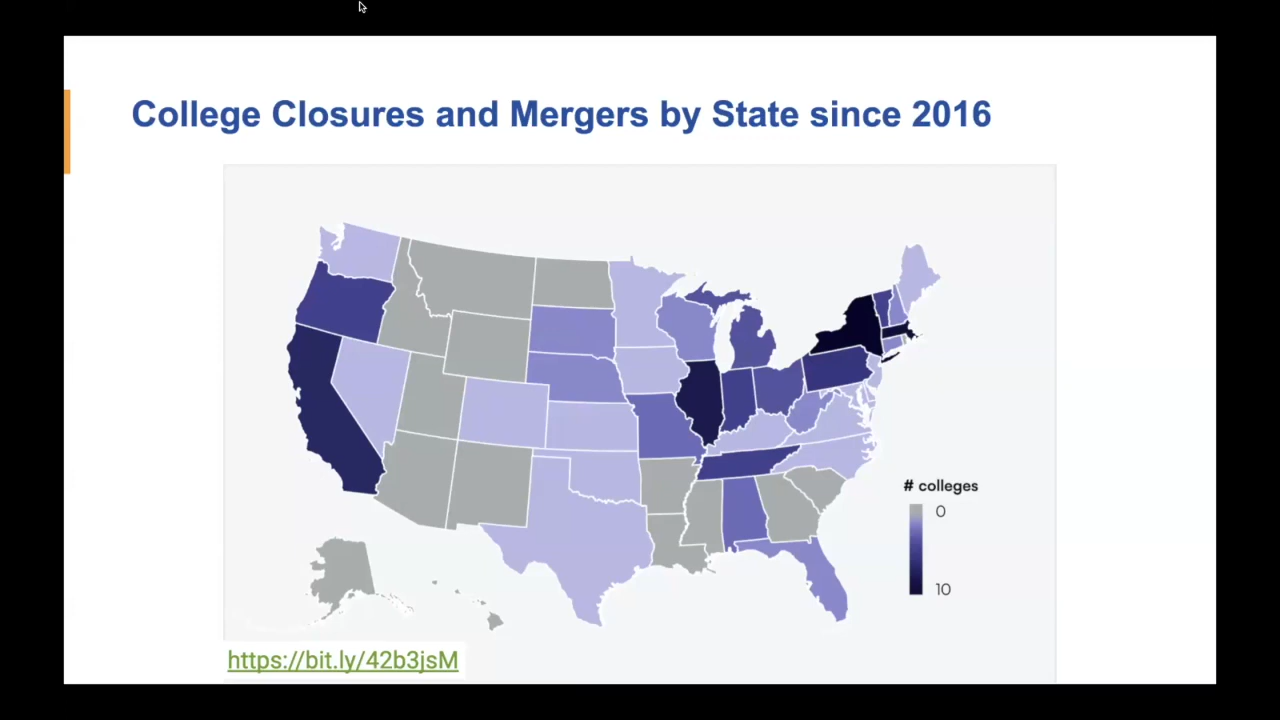 College Closures and Mergers by State since 2016
# colleges
0
10
https://bit.ly/42b3jsM